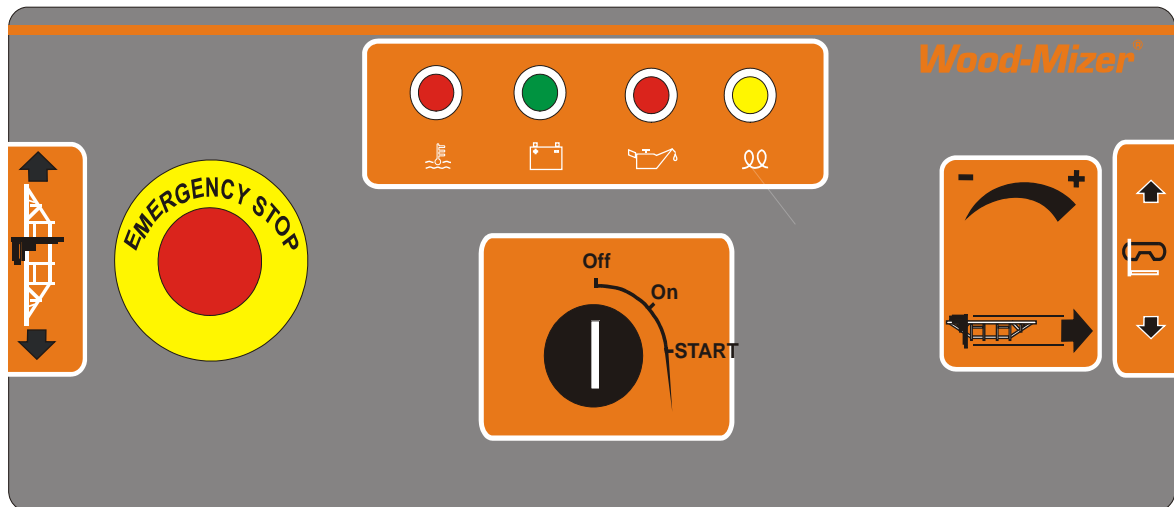 Wood-Mizer®
EMERGENCY STOP
Off
On
START
- +